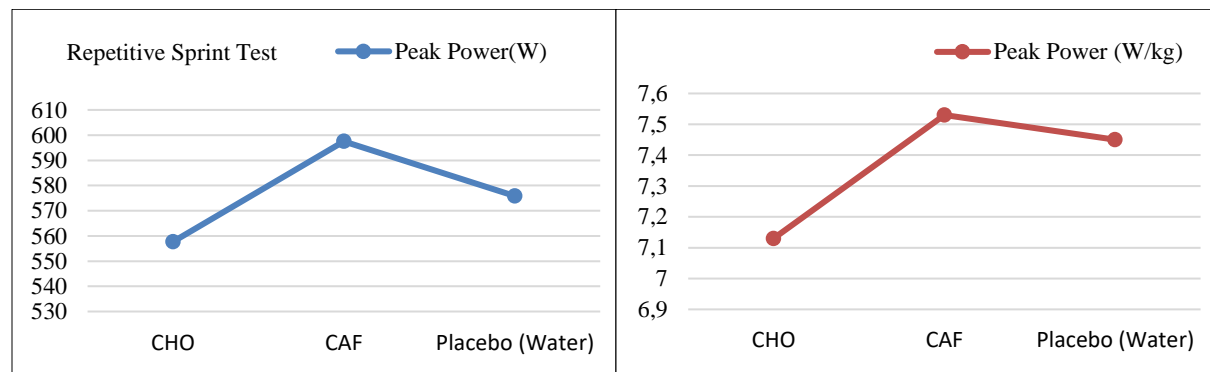 Repetitive Sprint Test
Peak Power(W)
610
600
590
580
570
560
550
540
530
CHO
CAF
Placebo (Water)
Peak Power (W/kg)
7,6
7,5
7,4
7,3
7,2
7,1
7
6,9
CHO
CAF
Placebo (Water)